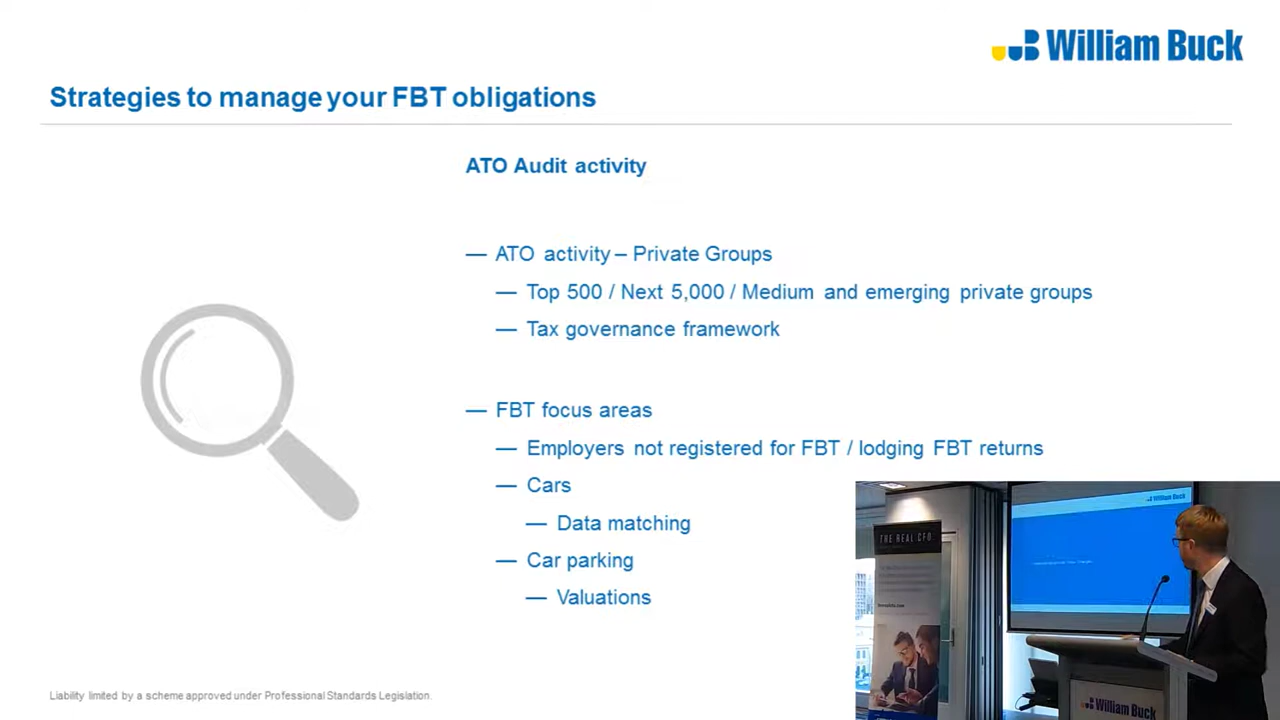 William Buck
Strategies to manage your FBT obligations
ATO Audit activity
— ATO activity – Private Groups
— Top 500 / Next 5,000 / Medium and emerging private groups
— Tax governance framework
— FBT focus areas
— Employers not registered for FBT / lodging FBT returns
— Cars
— Data matching
— Car parking
— Valuations
William Buck
THE REAL CFO
William Buck
Liability limited by a scheme approved under Professional Standards Legislation.